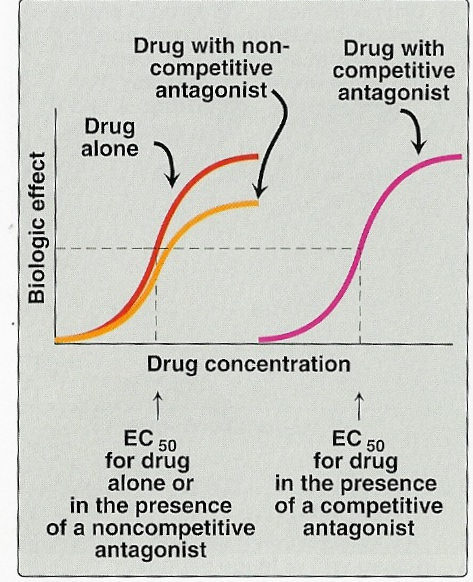 Drug with non-
competitive
antagonist
Drug with
competitive
antagonist
Drug
alone
Biologic effect
Drug concentration
EC50
for drug
alone or
in the presence
of a noncompetitive
antagonist
EC50
for drug
in the presence
of a competitive
antagonist